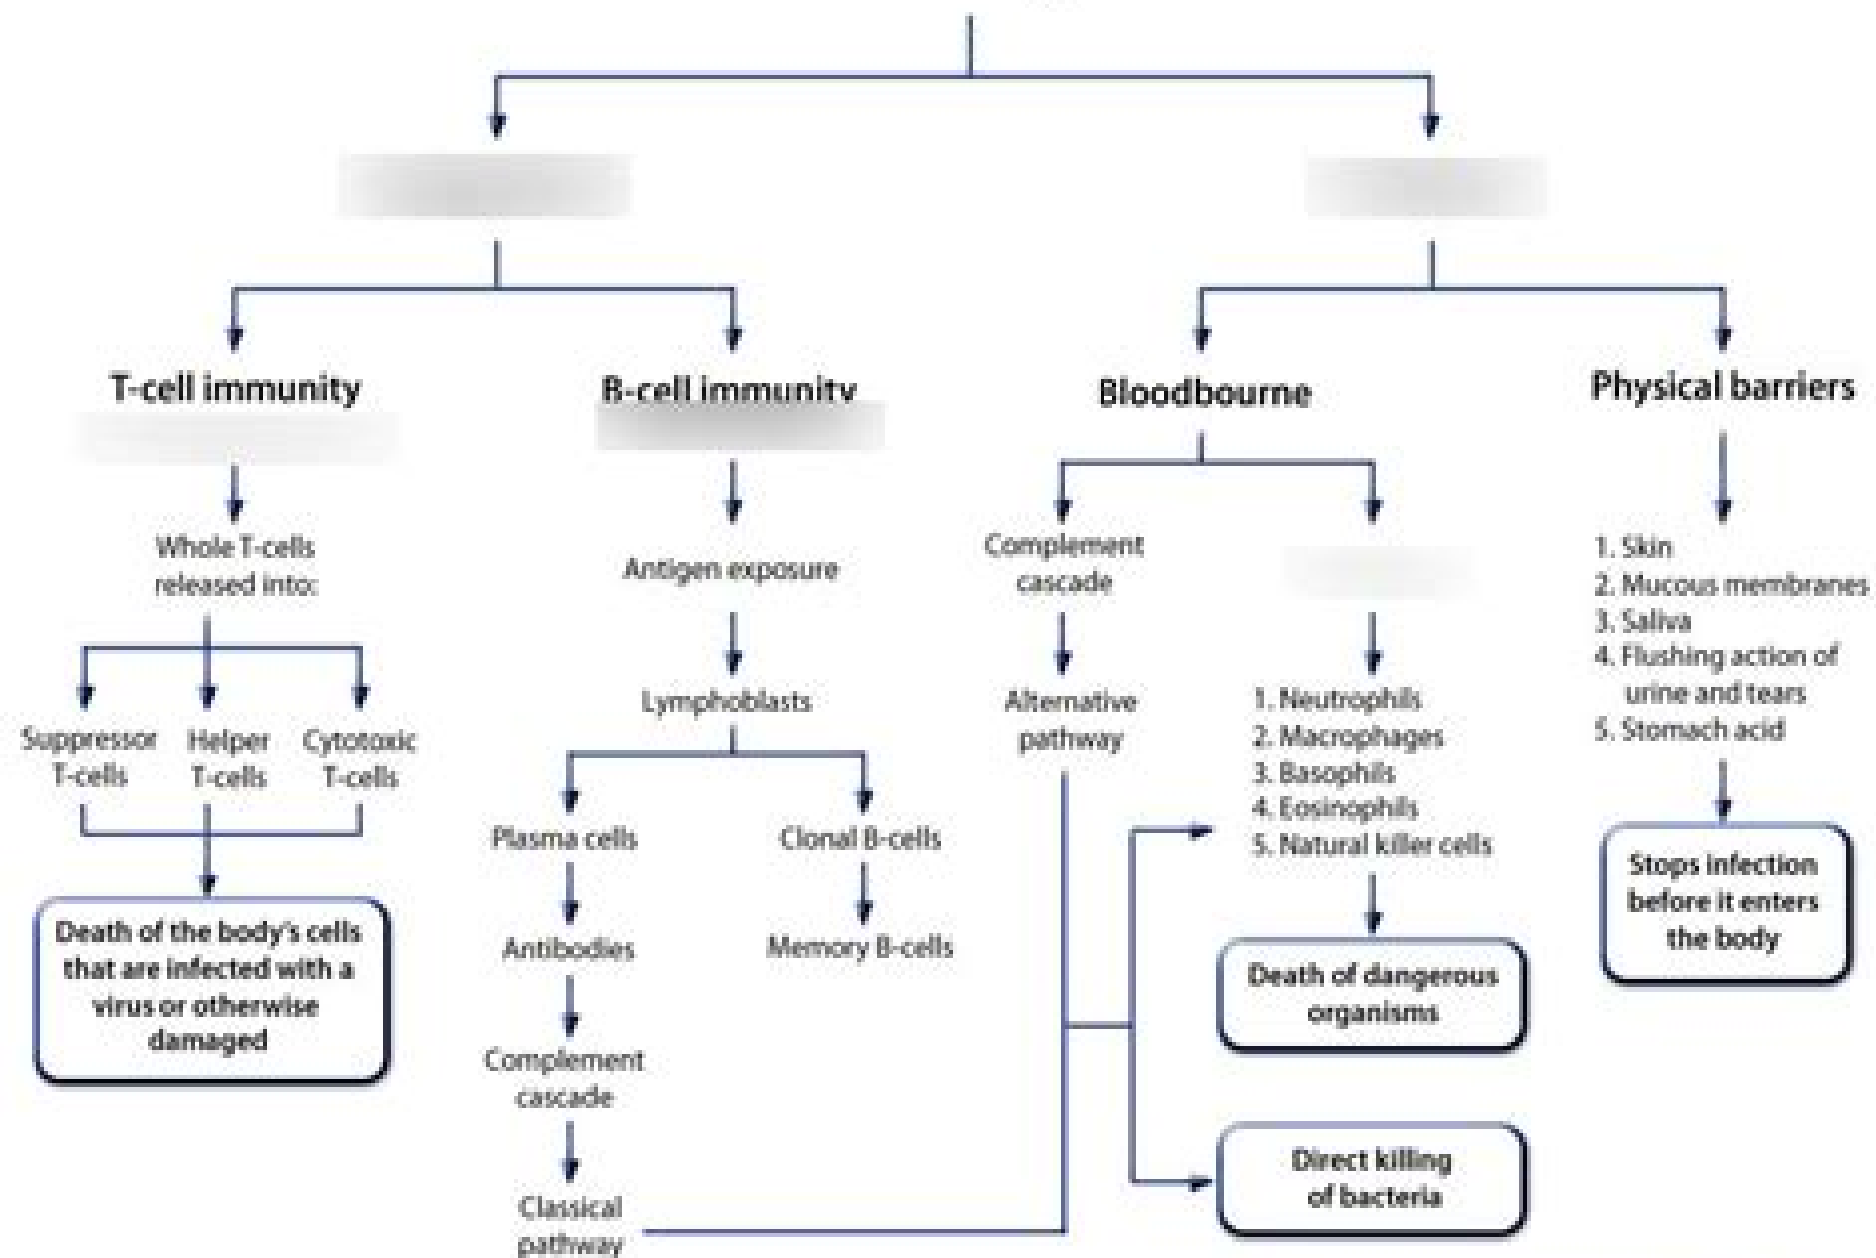 T-cell immunity
B-cell immunity
Bloodbourne
Physical barriers
Whole T-cells
released into:
Suppressor
T-cells
Helper
T-cells
Cytotoxic
T-cells
Death of the body's cells
that are infected with a
virus or otherwise
damaged
Antigen exposure
Lymphoblasts
Plasma cells
Clonal B-cells
Antibodies
Memory B-cells
Complement
cascade
Classical
pathway
Complement
cascade
Alternative
pathway
1. Neutrophils
2. Macrophages
3. Basophils
4. Eosinophils
5. Natural killer cells
Death of dangerous
organisms
Direct killing
of bacteria
1. Skin
2. Mucous membranes
3. Saliva
4. Flushing action of
urine and tears
5. Stomach acid
Stops infection
before it enters
the body